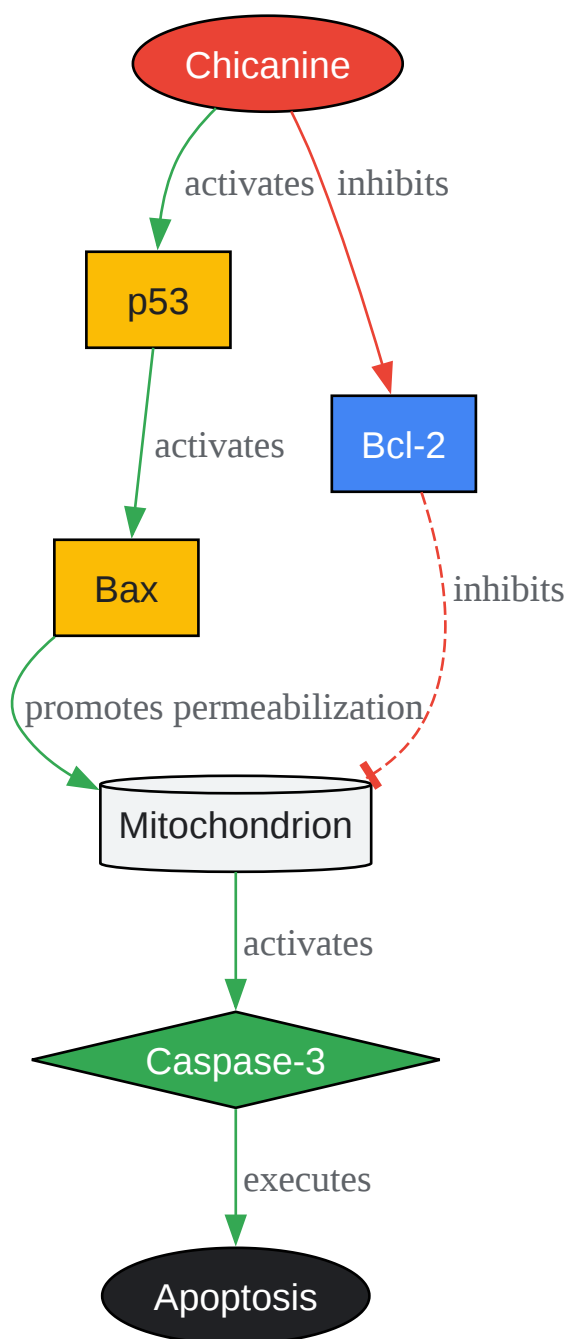 Chicanine
activates
inhibits
p53
Bcl-2
activates
Bax
inhibits
promotes permeabilization
Mitochondrion
activates
Caspase-3
executes
Apoptosis